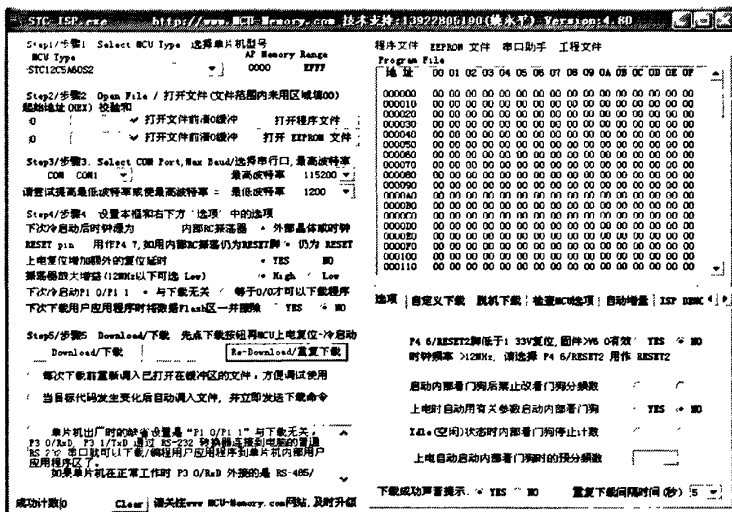 STC-ISP.exe http://www.MCU-Memory.com 技术支持:13922805190(姚永平) Version:4.80
Step1/步骤1 Select MCU Type 选择单片机型号
MCU Type AP Memory Range
STC12C5A60S2 0000 EFFF
Step2/步骤2 Open File / 打开文件(文件范围内未用区域填00)
起始地址(HEX) 校验和
0 打开文件前清0缓冲 打开程序文件
0 打开文件前清0缓冲 打开 EEPROM 文件
Step3/步骤3. Select COM Port,Max Baud/选择串行口,最高波特率
COM COM1 最高波特率 115200
请尝试提高最低波特率或使最高波特率 = 最低波特率 1200
Step4/步骤4 设置本框和右下方‘选项’中的选项
下次冷启动后时钟源为 内部RC振荡器 外部晶体或时钟
RESET pin 用作P4 7,如用内部RC振荡仍为RESET脚 仍为 RESET
上电复位增加额外的复位延时 YES NO
振荡器放大增益(12MHz以下可选 Low) High Low
下次冷启动P1 0/P1 1 与下载无关 等于0/0才可以下载程序
下次下载用户应用程序时将数据Flash区一并擦除 YES NO
Step5/步骤5 Download/下载 先点下载按钮再MCU上电复位-冷启动
Download/下载 Re-Download/重复下载
每次下载前重新调入已打开在缓冲区的文件,方便调试使用
当目标代码发生变化后自动调入文件,并立即发送下载命令
单片机出厂时的缺省设置是“P1 0/P1 1”与下载无关,
P3 0/RxD, P3 1/TxD 通过 RS-232 转换器连接到电脑的普通
RS 232 串口就可以下载/编程用户应用程序到单片机内部用户
应用程序区了。
如果单片机在正常工作时 P3 0/RxD 外接的是 RS-485/
成功计数 0 Clear 请关注www MCU-Memory.com网站,及时升级
程序文件 EEPROM 文件 串口助手 工程文件
Program File
地 址 00 01 02 03 04 05 06 07 08 09 0A 0B 0C 0D 0E 0F
000000 00 00 00 00 00 00 00 00 00 00 00 00 00 00 00 00
000010 00 00 00 00 00 00 00 00 00 00 00 00 00 00 00 00
000020 00 00 00 00 00 00 00 00 00 00 00 00 00 00 00 00
000030 00 00 00 00 00 00 00 00 00 00 00 00 00 00 00 00
000040 00 00 00 00 00 00 00 00 00 00 00 00 00 00 00 00
000050 00 00 00 00 00 00 00 00 00 00 00 00 00 00 00 00
000060 00 00 00 00 00 00 00 00 00 00 00 00 00 00 00 00
000070 00 00 00 00 00 00 00 00 00 00 00 00 00 00 00 00
000080 00 00 00 00 00 00 00 00 00 00 00 00 00 00 00 00
000090 00 00 00 00 00 00 00 00 00 00 00 00 00 00 00 00
0000A0 00 00 00 00 00 00 00 00 00 00 00 00 00 00 00 00
0000B0 00 00 00 00 00 00 00 00 00 00 00 00 00 00 00 00
0000C0 00 00 00 00 00 00 00 00 00 00 00 00 00 00 00 00
0000D0 00 00 00 00 00 00 00 00 00 00 00 00 00 00 00 00
0000E0 00 00 00 00 00 00 00 00 00 00 00 00 00 00 00 00
0000F0 00 00 00 00 00 00 00 00 00 00 00 00 00 00 00 00
000100 00 00 00 00 00 00 00 00 00 00 00 00 00 00 00 00
000110 00 00 00 00 00 00 00 00 00 00 00 00 00 00 00 00
选项 自定义下载 脱机下载 检查MCU选项 自动增量 ISP DEMO
P4 6/RESET2脚低于1 33V复位,固件>V6 0有效 YES NO
时钟频率 >12MHz, 请选择 P4 6/RESET2 用作 RESET2
启动内部看门狗后禁止改看门狗分频数
上电时自动用有关参数启动内部看门狗 YES NO
Idle(空闲)状态时内部看门狗停止计数
上电自动启动内部看门狗时的预分频数
下载成功声音提示. YES NO 重复下载间隔时间(秒) 5